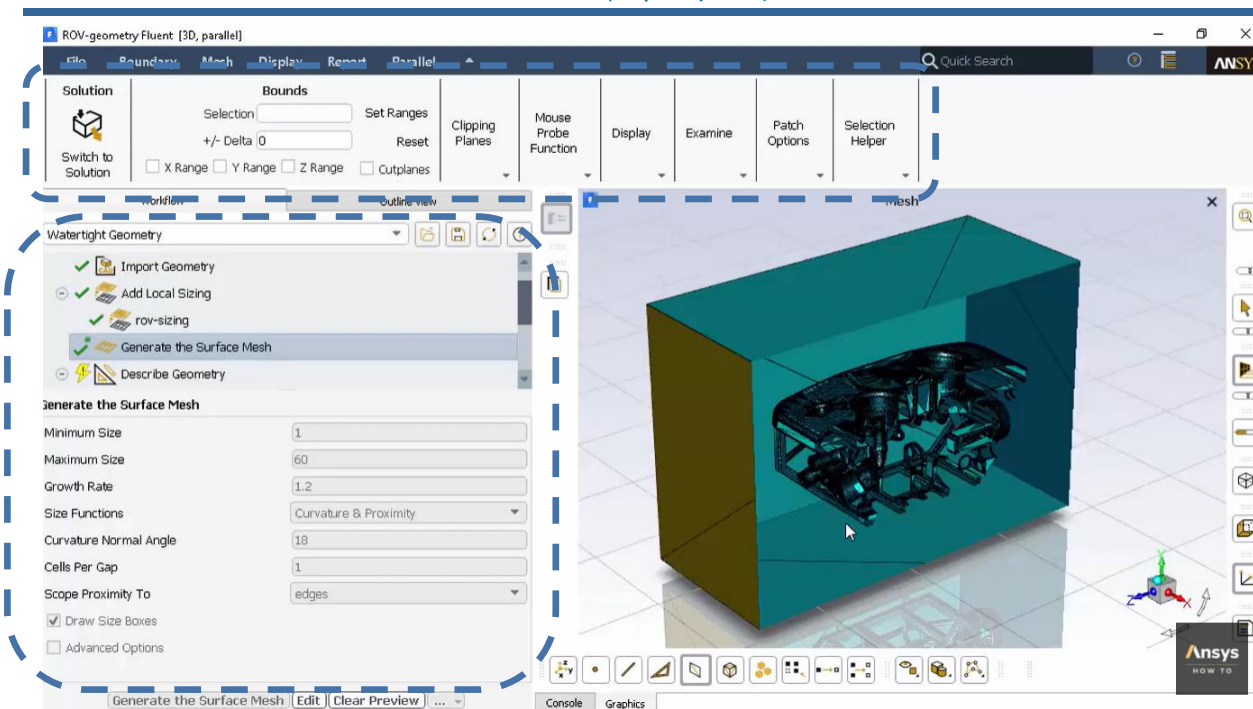 ROV-geometry Fluent [3D, parallel]
File Boundary Mesh Display Report Parallel
Quick Search
ANSY
Solution
Switch to
Solution
Bounds
Selection
Set Ranges
+/- Delta 0
Reset
X Range Y Range Z Range Cutplanes
Clipping
Planes
Mouse
Probe
Function
Display
Examine
Patch
Options
Selection
Helper
Workflow
Outline View
Mesh
Watertight Geometry
Import Geometry
Add Local Sizing
rov-sizing
Generate the Surface Mesh
Describe Geometry
Generate the Surface Mesh
Minimum Size 1
Maximum Size 60
Growth Rate 1.2
Size Functions Curvature & Proximity
Curvature Normal Angle 18
Cells Per Gap 1
Scope Proximity To edges
Draw Size Boxes
Advanced Options
Generate the Surface Mesh Edit Clear Preview ...
Console Graphics
Z Y X
Ansys
HOW TO